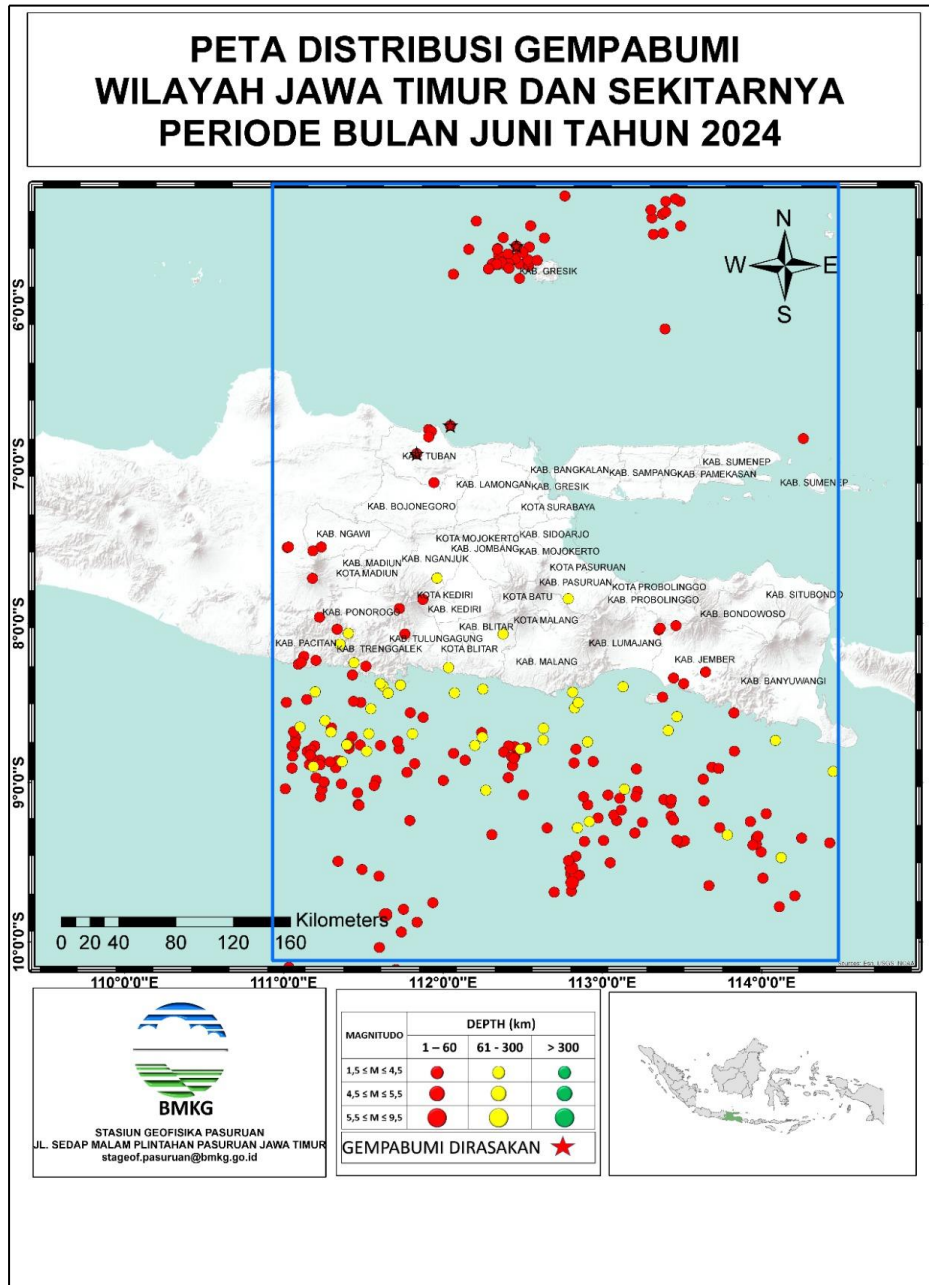 PETA DISTRIBUSI GEMPABUMI
WILAYAH JAWA TIMUR DAN SEKITARNYA
PERIODE BULAN JUNI TAHUN 2024
N
W E
S
KAB. GRESIK
6°0'0"S
KAB. TUBAN
KAB. SUMENEP
KAB. BANGKALAN
KAB. SAMPANG
KAB. PAMEKASAN
7°0'0"S
KAB. LAMONGAN
KAB. GRESIK
KAB. SUMENEP
KAB. BOJONEGORO
KOTA SURABAYA
KAB. NGAWI
KOTA MOJOKERTO
KAB. SIDOARJO
KAB. JOMBANG
KAB. MOJOKERTO
KAB. MADIUN
KAB. NGANJUK
KOTA MADIUN
KOTA PASURUAN
KAB. PASURUAN
KOTA PROBOLINGGO
KAB. SITUBONDO
KOTA KEDIRI
KOTA BATU
KAB. PROBOLINGGO
KAB. PONOROGO
KAB. KEDIRI
KAB. BONDOWOSO
KOTA MALANG
KAB. BLITAR
8°0'0"S
KAB. PACITAN
KAB. TULUNGAGUNG
KAB. LUMAJANG
KAB. TRENGGALEK
KOTA BLITAR
KAB. MALANG
KAB. JEMBER
KAB. BANYUWANGI
9°0'0"S
Kilometers
0 20 40 80 120 160
10°0'0"S
Sources: Esri, USGS, NOAA
110°0'0"E 111°0'0"E 112°0'0"E 113°0'0"E 114°0'0"E
BMKG
STASIUN GEOFISIKA PASURUAN
JL. SEDAP MALAM PLINTAHAN PASURUAN JAWA TIMUR
stageof.pasuruan@bmkg.go.id
MAGNITUDO DEPTH (km)
1 – 60 61 - 300 > 300
1,5 ≤ M ≤ 4,5
4,5 ≤ M ≤ 5,5
5,5 ≤ M ≤ 9,5
GEMPABUMI DIRASAKAN